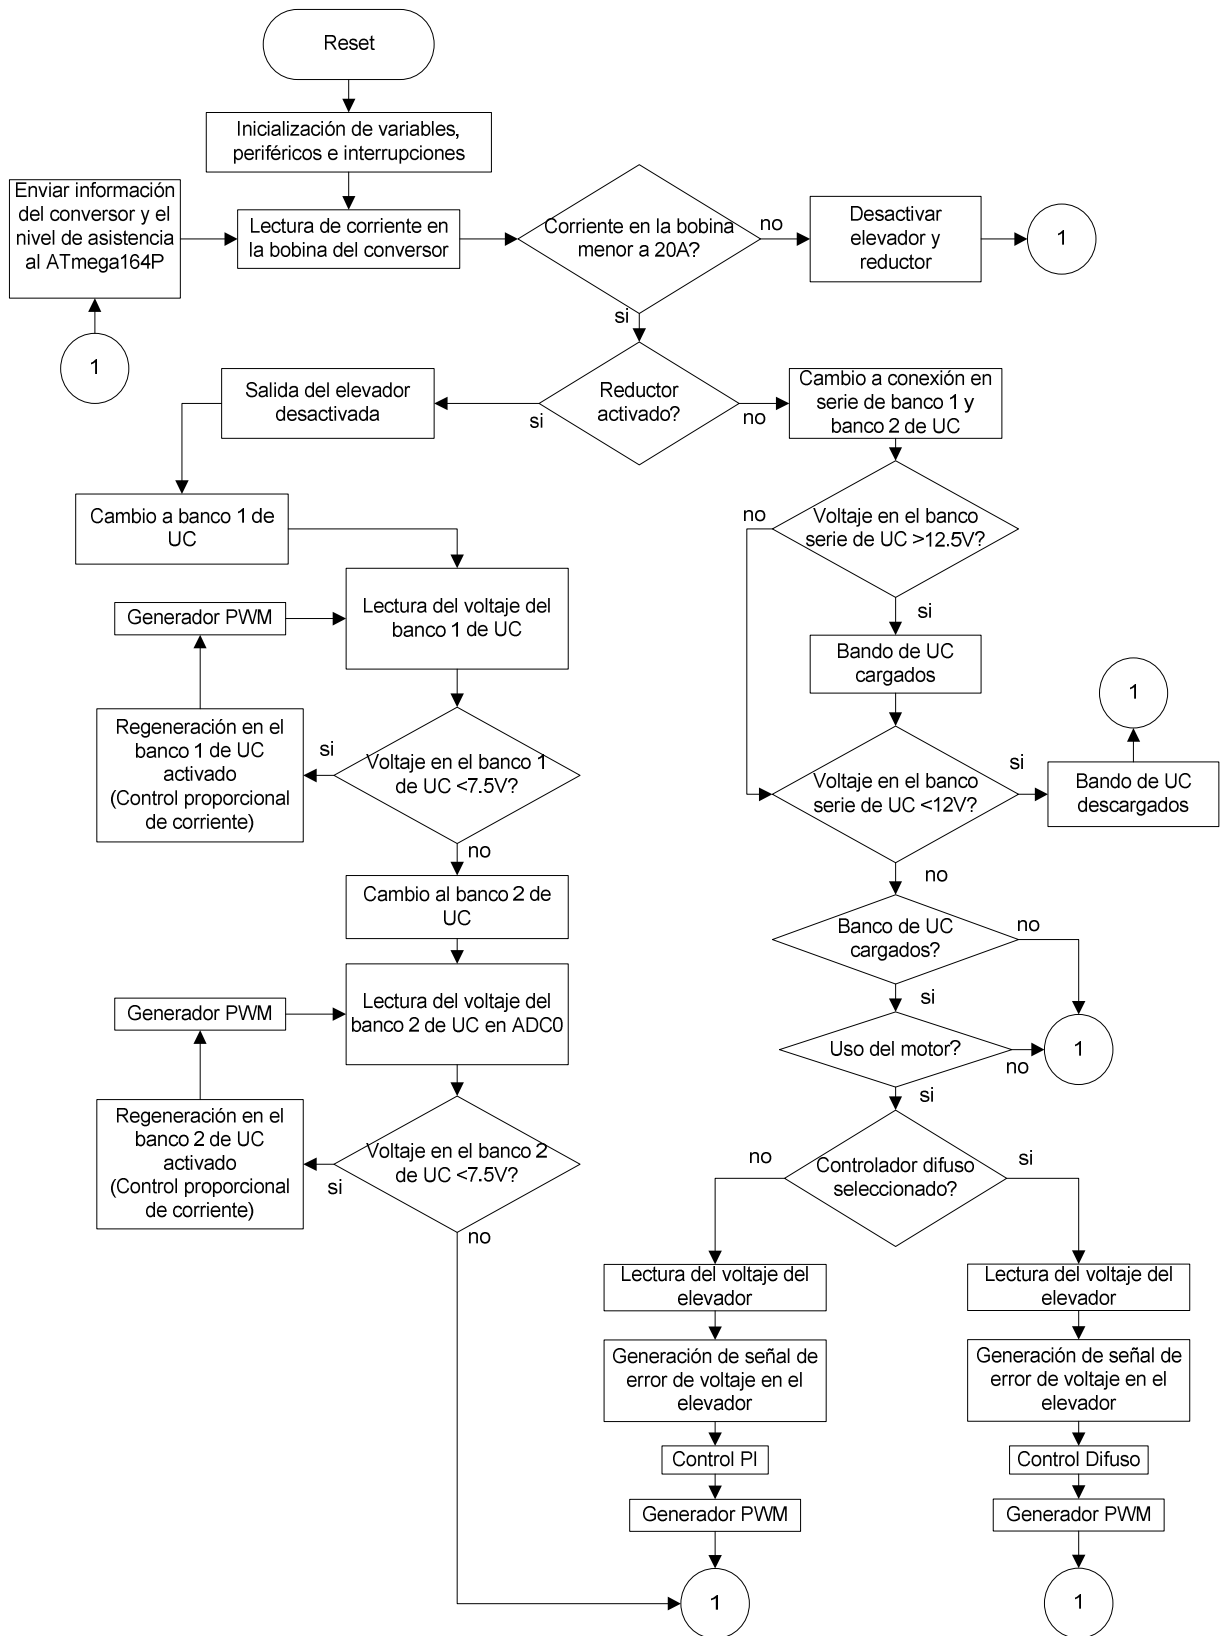 Reset
Inicialización de variables,
periféricos e interrupciones
Enviar información
del conversor y el
nivel de asistencia
al ATmega164P
Lectura de corriente en
la bobina del conversor
Corriente en la bobina
menor a 20A?
no
Desactivar
elevador y
reductor
1
si
1
Salida del elevador
desactivada
si
Reductor
activado?
no
Cambio a conexión en
serie de banco 1 y
banco 2 de UC
Cambio a banco 1 de
UC
no
Voltaje en el banco
serie de UC >12.5V?
si
Generador PWM
Lectura del voltaje del
banco 1 de UC
Bando de UC
cargados
1
Regeneración en el
banco 1 de UC
activado
(Control proporcional
de corriente)
si
Voltaje en el banco 1
de UC <7.5V?
no
Voltaje en el banco
serie de UC <12V?
si
Bando de UC
descargados
no
Cambio al banco 2 de
UC
Banco de UC
cargados?
no
si
Generador PWM
Lectura del voltaje del
banco 2 de UC en ADC0
Uso del motor?
no
1
si
Regeneración en el
banco 2 de UC
activado
(Control proporcional
de corriente)
si
Voltaje en el banco 2
de UC <7.5V?
no
no
Controlador difuso
seleccionado?
si
Lectura del voltaje del
elevador
Lectura del voltaje del
elevador
Generación de señal de
error de voltaje en el
elevador
Generación de señal de
error de voltaje en el
elevador
Control PI
Control Difuso
Generador PWM
Generador PWM
1
1